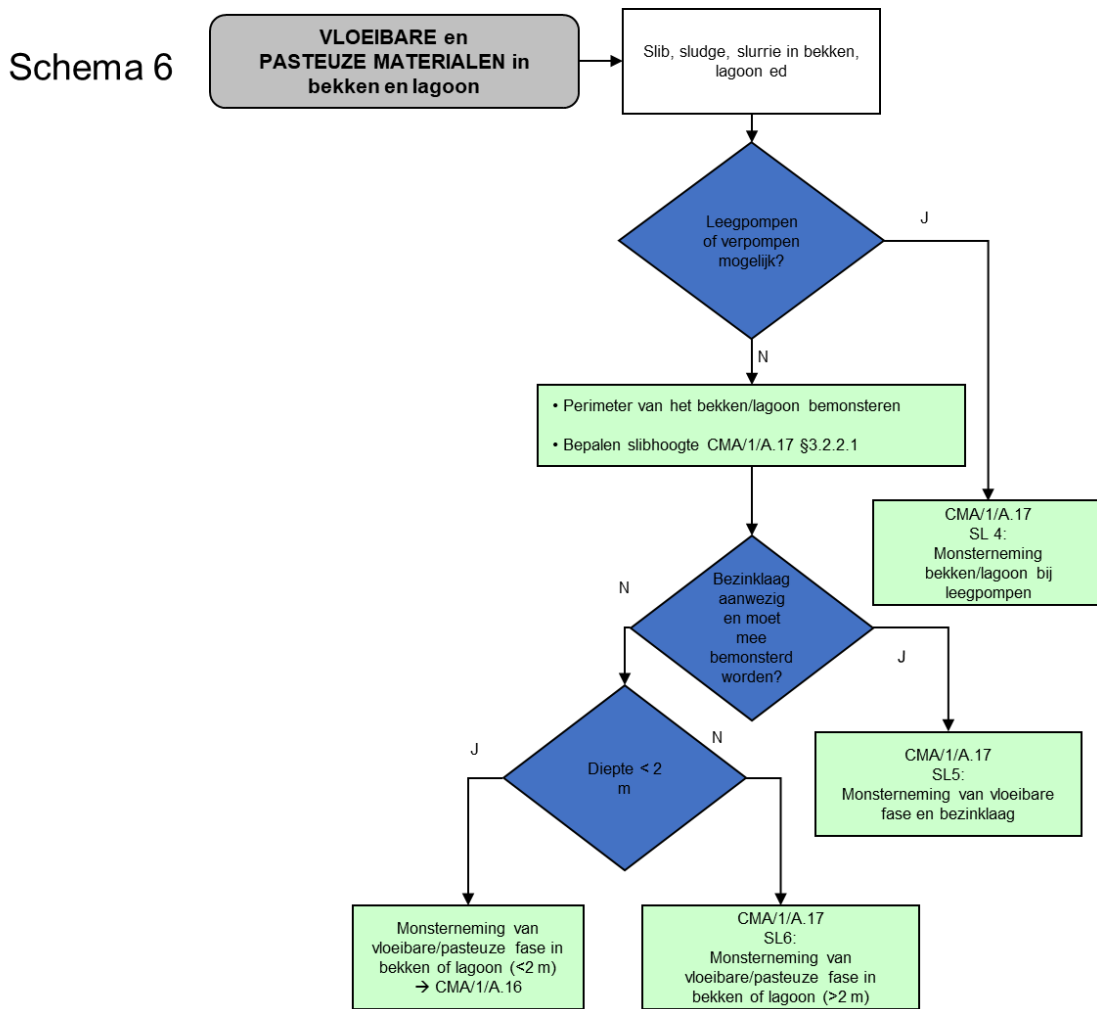 Schema 6
VLOEIBARE en
PASTEUZE MATERIALEN in
bekken en lagoon
Slib, sludge, slurrie in bekken,
lagoon ed
Leegpompen
of verpompen
mogelijk?
J
N
• Perimeter van het bekken/lagoon bemonsteren
• Bepalen slibhoogte CMA/1/A.17 §3.2.2.1
CMA/1/A.17
SL 4:
Monsterneming
bekken/lagoon bij
leegpompen
Bezinklaag
aanwezig
en moet
mee
bemonsterd
worden?
N
J
CMA/1/A.17
SL5:
Monsterneming van vloeibare
fase en bezinklaag
Diepte < 2
m
J
N
Monsterneming van
vloeibare/pasteuze fase in
bekken of lagoon (<2 m)
→ CMA/1/A.16
CMA/1/A.17
SL6:
Monsterneming van
vloeibare/pasteuze fase in
bekken of lagoon (>2 m)